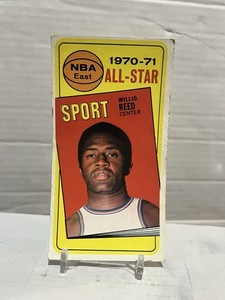 NBA
East
1970-71
ALL-STAR
SPORT
WILLIS
REED
CENTER